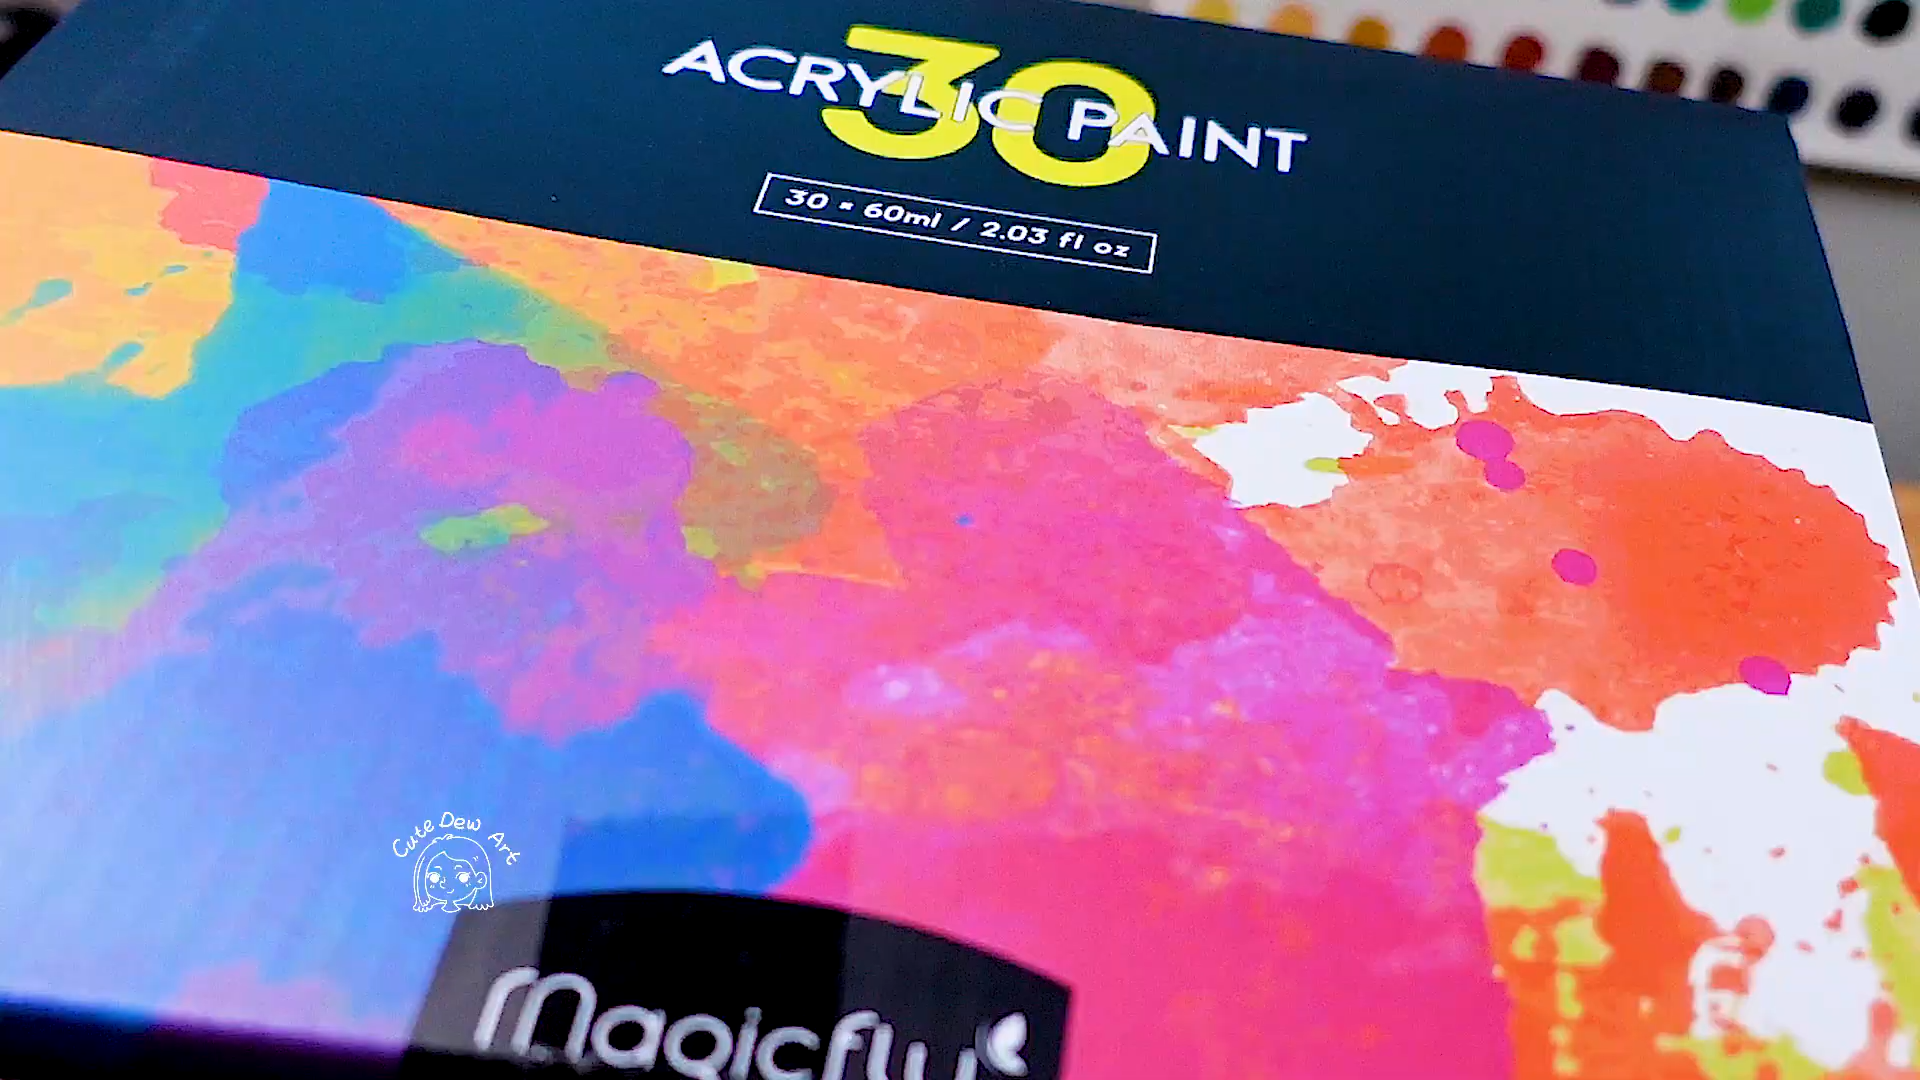 30
ACRYLIC PAINT
30 × 60ml / 2.03 fl oz
Cute Dew Art
Magicfly